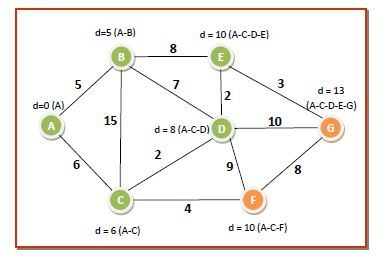 d=5 (A-B)
d = 10 (A-C-D-E)
B
8
E
5
7
3
2
d = 13
(A-C-D-E-G)
d=0 (A)
A
15
d = 8 (A-C-D)
D
10
G
2
6
9
8
C
4
F
d = 6 (A-C)
d = 10 (A-C-F)